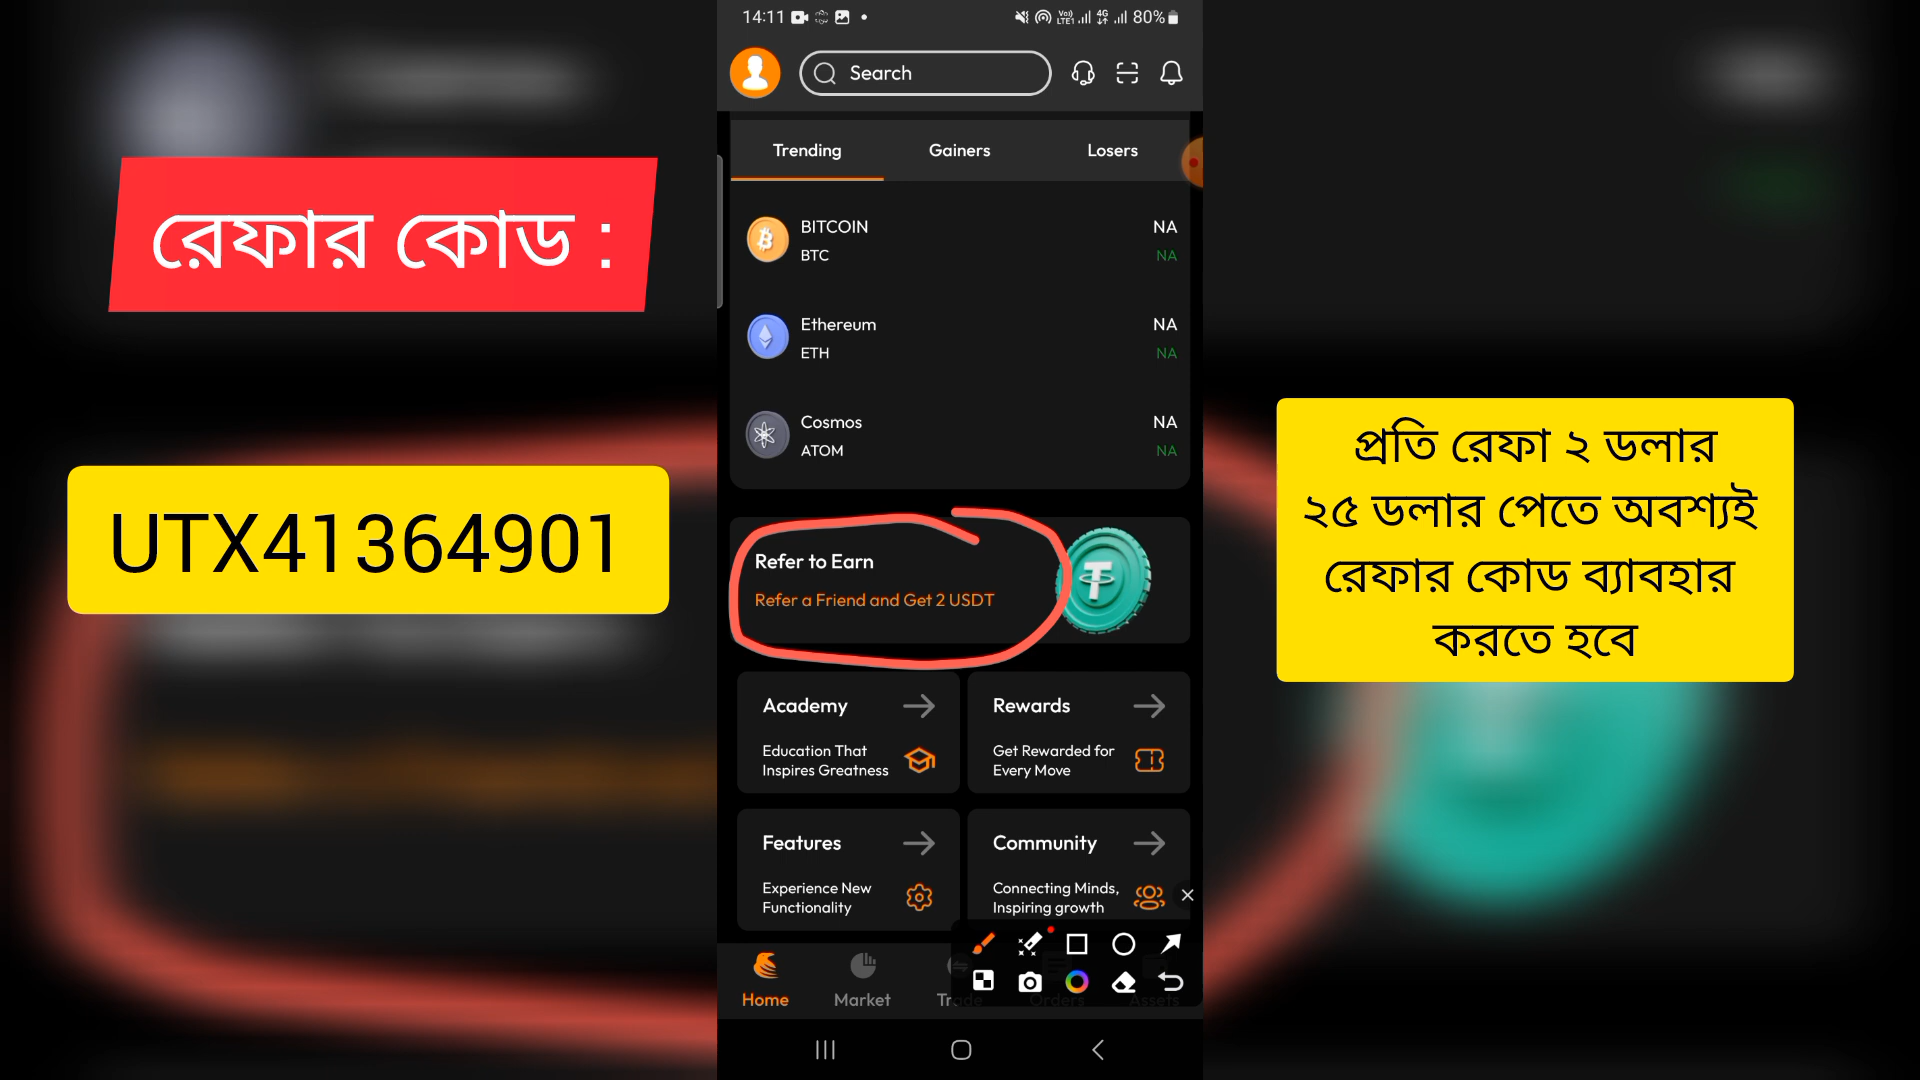 14:11
80%
Search
রেফার কোড :
UTX41364901
Trending
Gainers
Losers
BITCOIN
NA
BTC
NA
Ethereum
NA
ETH
NA
Cosmos
NA
ATOM
NA
Refer to Earn
Refer a Friend and Get 2 USDT
প্রতি রেফা ২ ডলার
২৫ ডলার পেতে অবশ্যই
রেফার কোড ব্যাবহার
করতে হবে
Academy
Education That
Inspires Greatness
Rewards
Get Rewarded for
Every Move
Features
Experience New
Functionality
Community
Connecting Minds,
Inspiring growth
Home
Market
Trade
Orders
Assets